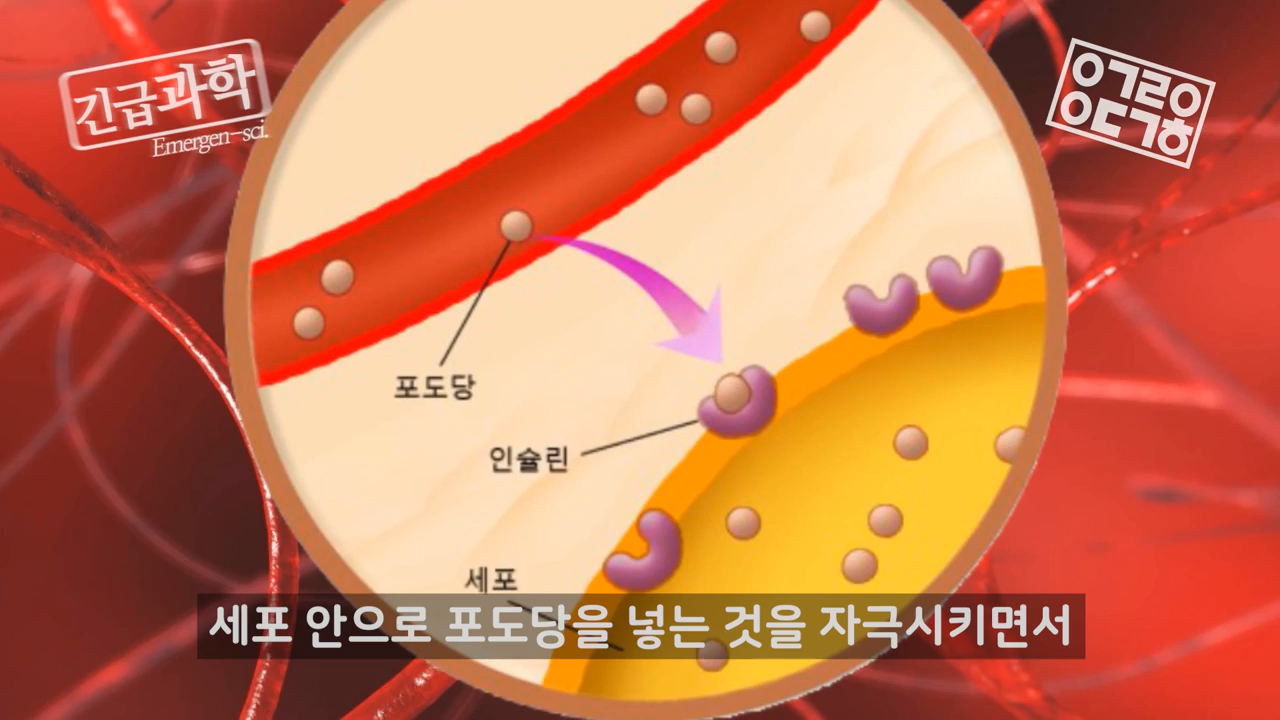 긴급과학
Emergen-sci.
포도당
인슐린
세포
세포 안으로 포도당을 넣는 것을 자극시키면서